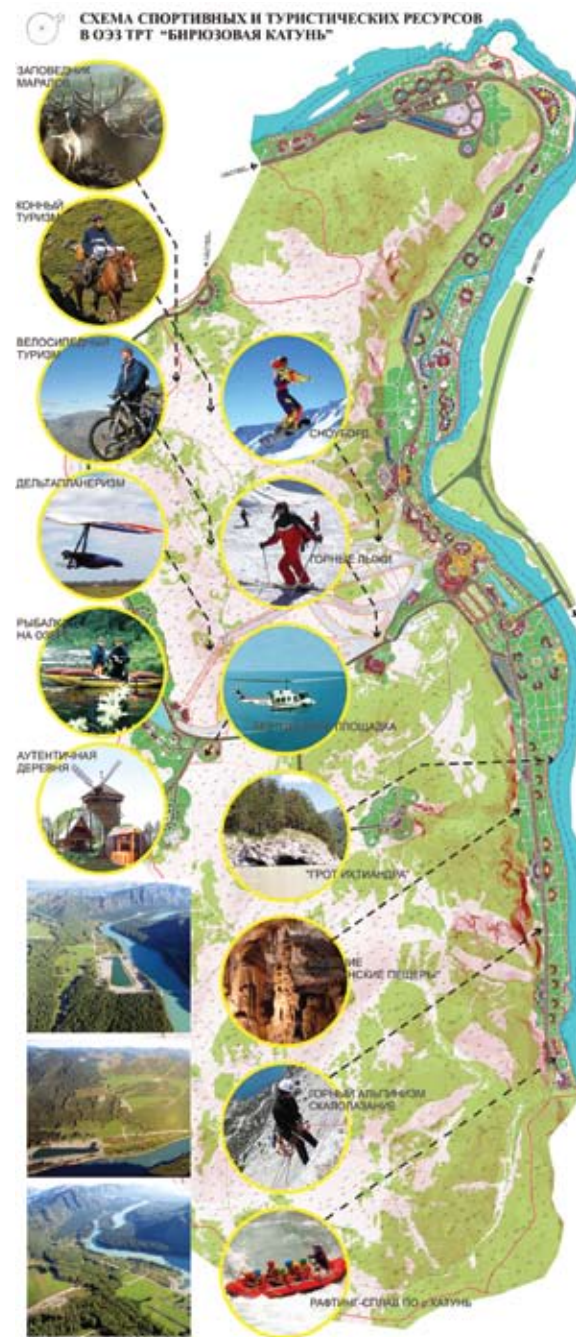 СХЕМА СПОРТИВНЫХ И ТУРИСТИЧЕСКИХ РЕСУРСОВ
В ОЭЗ ТРТ "БИРЮЗОВАЯ КАТУНЬ"
ЗАПОВЕДНИК
МАРАЛОВ
КОННЫЙ
ТУРИЗМ
ВЕЛОСИПЕДНЫЙ
ТУРИЗМ
СНОУБОРД
ДЕЛЬТАПЛАНЕРИЗМ
ГОРНЫЕ ЛЫЖИ
РЫБАЛКА
НА
ПЛОЩАДКА
АУТЕНТИЧНАЯ
ДЕРЕВНЯ
"ГРОТ ИХТИАНДРА"
ПЕЩЕРЫ"
ГОРНЫЙ АЛЬПИНИЗМ
СКАЛОЛАЗАНИЕ
РАФТИНГ-СПЛАВ ПО р.КАТУНЬ